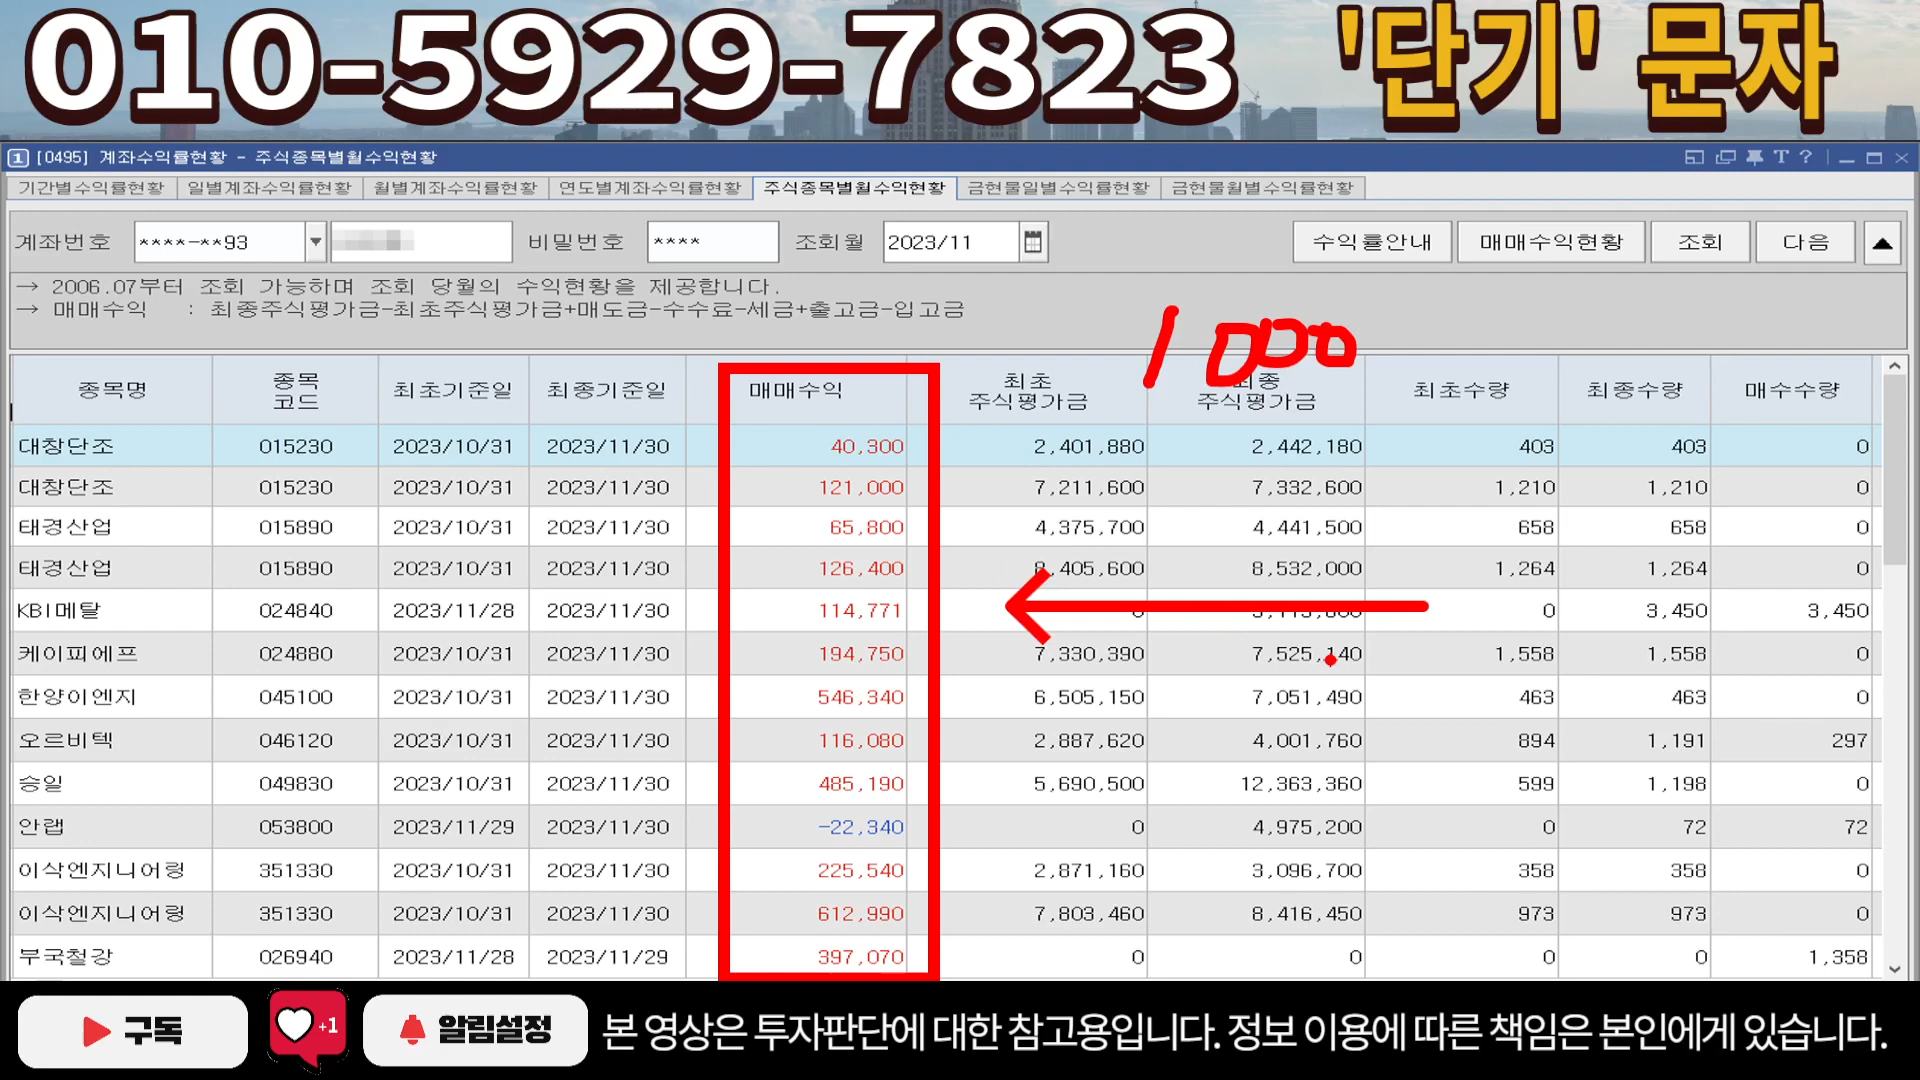 010-5929-7823 '단기' 문자
1 [0495] 계좌수익률현황 - 주식종목별월수익현황
기간별수익률현황 일별계좌수익률현황 월별계좌수익률현황 연도별계좌수익률현황 주식종목별월수익현황 금현물일별수익률현황 금현물월별수익률현황
계좌번호 ****-**93 비밀번호 **** 조회월 2023/11 수익률안내 매매수익현황 조회 다음
→ 2006.07부터 조회 가능하며 조회 당월의 수익현황을 제공합니다.
→ 매매수익 : 최종주식평가금-최초주식평가금+매도금-수수료-세금+출고금-입고금
1000
종목명 종목코드 최초기준일 최종기준일 매매수익 최초주식평가금 최종주식평가금 최초수량 최종수량 매수수량
대창단조 015230 2023/10/31 2023/11/30 40,300 2,401,880 2,442,180 403 403 0
대창단조 015230 2023/10/31 2023/11/30 121,000 7,211,600 7,332,600 1,210 1,210 0
태경산업 015890 2023/10/31 2023/11/30 65,800 4,375,700 4,441,500 658 658 0
태경산업 015890 2023/10/31 2023/11/30 126,400 8,405,600 8,532,000 1,264 1,264 0
KBI메탈 024840 2023/11/28 2023/11/30 114,771 0 0 3,450 3,450
케이피에프 024880 2023/10/31 2023/11/30 194,750 7,330,390 7,525,140 1,558 1,558 0
한양이엔지 045100 2023/10/31 2023/11/30 546,340 6,505,150 7,051,490 463 463 0
오르비텍 046120 2023/10/31 2023/11/30 116,080 2,887,620 4,001,760 894 1,191 297
승일 049830 2023/10/31 2023/11/30 485,190 5,690,500 12,363,360 599 1,198 0
안랩 053800 2023/11/29 2023/11/30 -22,340 0 4,975,200 0 72 72
이삭엔지니어링 351330 2023/10/31 2023/11/30 225,540 2,871,160 3,096,700 358 358 0
이삭엔지니어링 351330 2023/10/31 2023/11/30 612,990 7,803,460 8,416,450 973 973 0
부국철강 026940 2023/11/28 2023/11/29 397,070 0 0 0 0 1,358
구독 +1 알림설정 본 영상은 투자판단에 대한 참고용입니다. 정보 이용에 따른 책임은 본인에게 있습니다.